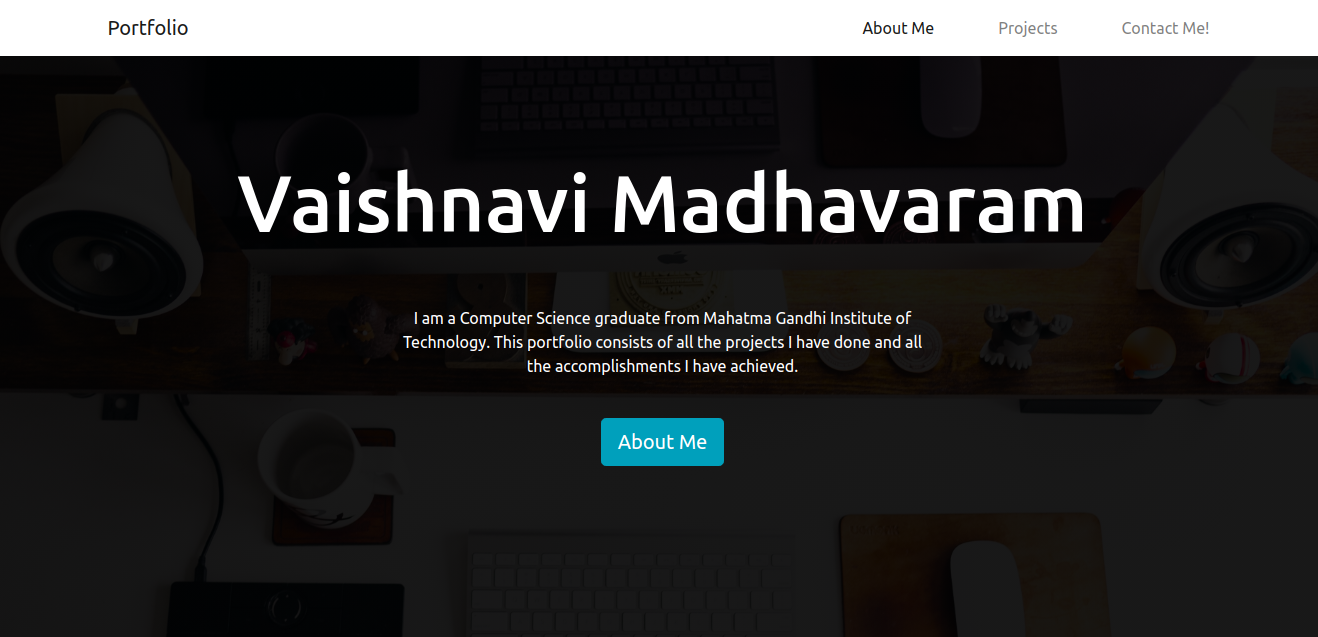 Portfolio
About Me
Projects
Contact Me!
Vaishnavi Madhavaram
I am a Computer Science graduate from Mahatma Gandhi Institute of
Technology. This portfolio consists of all the projects I have done and all
the accomplishments I have achieved.
About Me